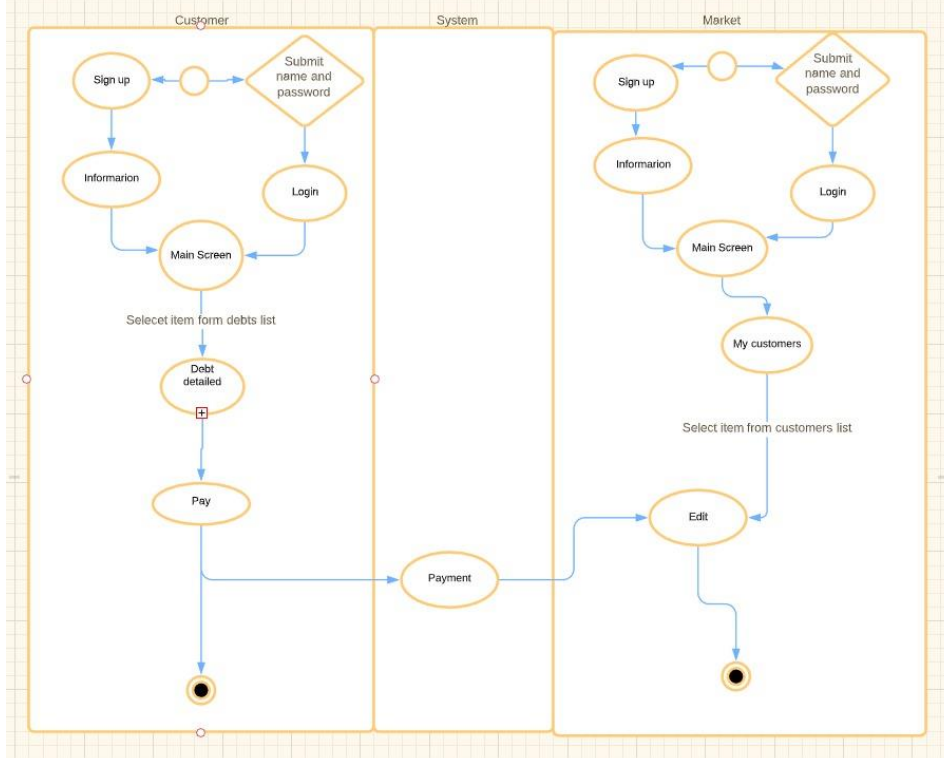 Customer
System
Market
Sign up
Submit
name and
password
Informarion
Login
Main Screen
Selecet item form debts list
Debt
detailed
Pay
Payment
Sign up
Submit
name and
password
Informarion
Login
Main Screen
My customers
Select item from customers list
Edit